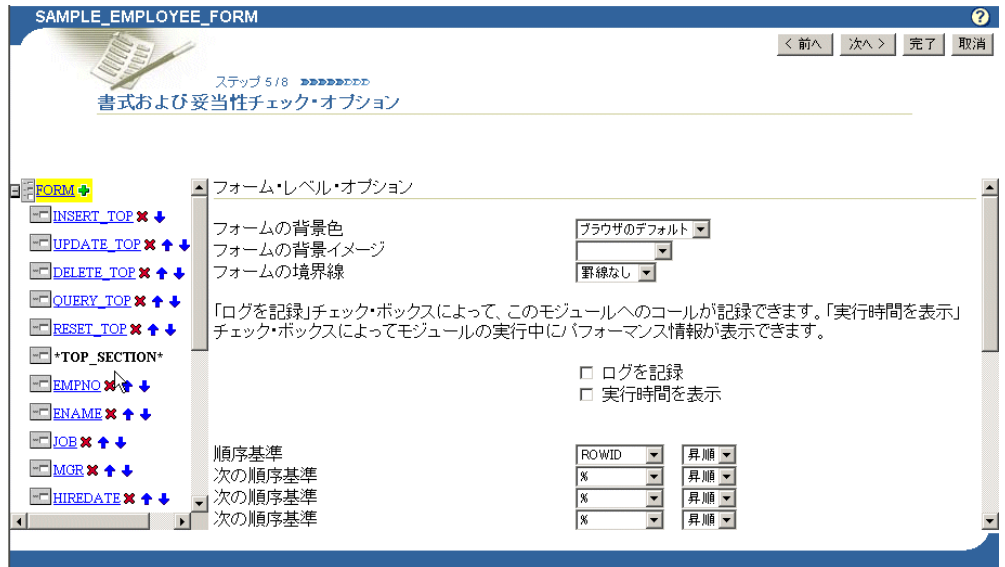 SAMPLE_EMPLOYEE_FORM
?
< 前へ 次へ > 完了 取消
ステップ 5/8
書式および妥当性チェック・オプション
FORM
INSERT_TOP
UPDATE_TOP
DELETE_TOP
QUERY_TOP
RESET_TOP
*TOP_SECTION*
EMPNO
ENAME
JOB
MGR
HIREDATE
フォーム・レベル・オプション
フォームの背景色 ブラウザのデフォルト
フォームの背景イメージ
フォームの境界線 罫線なし
「ログを記録」チェック・ボックスによって、このモジュールへのコールが記録できます。「実行時間を表示」
チェック・ボックスによってモジュールの実行中にパフォーマンス情報が表示できます。
ログを記録
実行時間を表示
順序基準 ROWID 昇順
次の順序基準 % 昇順
次の順序基準 % 昇順
次の順序基準 % 昇順